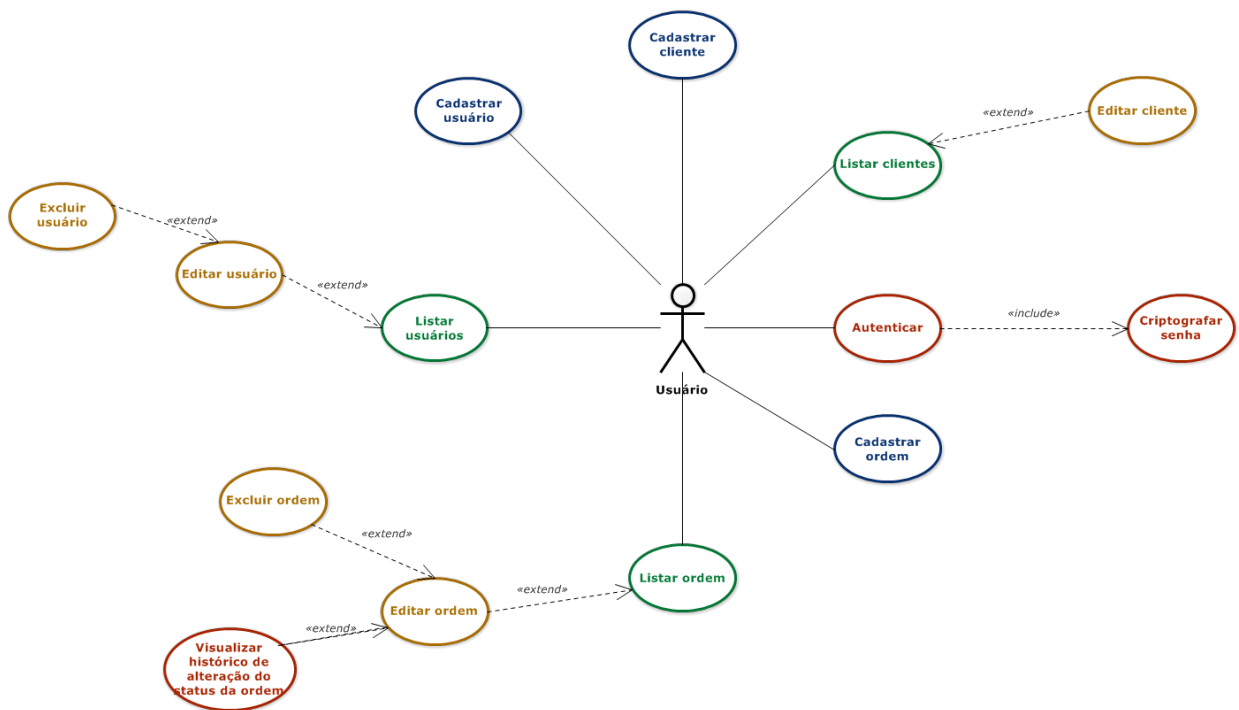 Cadastrar
cliente
Cadastrar
usuário
«extend»
Editar cliente
Listar clientes
Excluir
usuário
«extend»
Editar usuário
«extend»
Listar
usuários
Autenticar
«include»
Criptografar
senha
Usuário
Cadastrar
ordem
Excluir ordem
«extend»
Listar ordem
«extend»
Editar ordem
«extend»
Visualizar
histórico de
alteração do
status da ordem